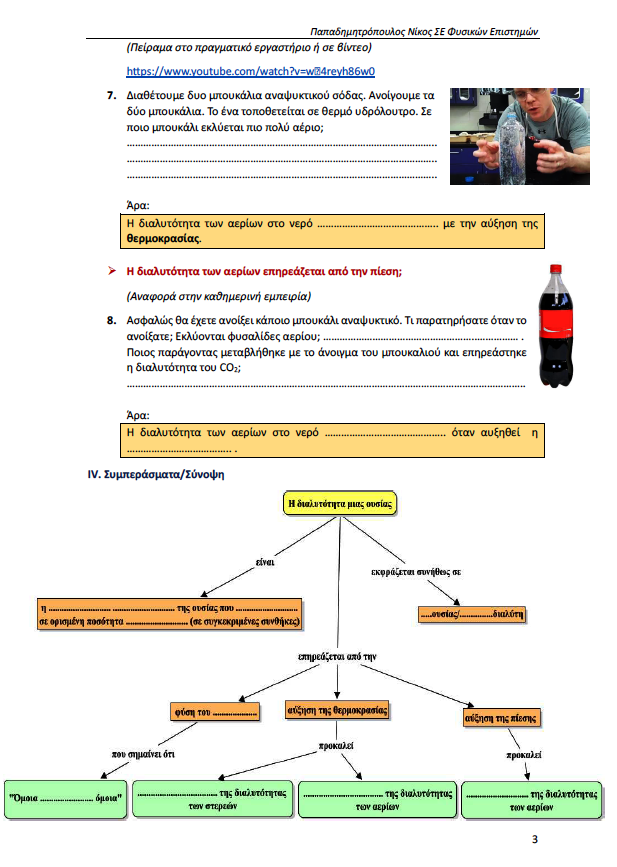 Παπαδημητρόπουλος Νίκος ΣΕ Φυσικών Επιστημών
(Πείραμα στο πραγματικό εργαστήριο ή σε βίντεο)
https://www.youtube.com/watch?v=w⍰4reyh86w0
7. Διαθέτουμε δυο μπουκάλια αναψυκτικού σόδας. Ανοίγουμε τα
δύο μπουκάλια. Το ένα τοποθετείται σε θερμό υδρόλουτρο. Σε
ποιο μπουκάλι εκλύεται πιο πολύ αέριο;
……………………………………………………………………………………………
……………………………………………………………………………………………
……………………………………………………………………………………………
Άρα:
Η διαλυτότητα των αερίων στο νερό …………………………………… με την αύξηση της
θερμοκρασίας.
➢ Η διαλυτότητα των αερίων επηρεάζεται από την πίεση;
(Αναφορά στην καθημερινή εμπειρία)
8. Ασφαλώς θα έχετε ανοίξει κάποιο μπουκάλι αναψυκτικό. Τι παρατηρήσατε όταν το
ανοίξατε; Εκλύονται φυσαλίδες αερίου; …………………………………………………… .
Ποιος παράγοντας μεταβλήθηκε με το άνοιγμα του μπουκαλιού και επηρεάστηκε
η διαλυτότητα του CO₂;
……………………………………………………………………………………………………………………
Άρα:
Η διαλυτότητα των αερίων στο νερό …………………………………… όταν αυξηθεί η
……………………………… .
IV. Συμπεράσματα/Σύνοψη
Η διαλυτότητα μιας ουσίας
είναι
εκφράζεται συνήθως σε
η .............................. .............................. της ουσίας που ..............................
σε ορισμένη ποσότητα .............................. (σε συγκεκριμένες συνθήκες)
.....ουσίας/...............διαλύτη
επηρεάζεται από την
φύση του ....................
αύξηση της θερμοκρασίας
αύξηση της πίεσης
που σημαίνει ότι
προκαλεί
προκαλεί
"Όμοια ........................ όμοια"
...................................... της διαλυτότητας
των στερεών
...................................... της διαλυτότητας
των αερίων
.............................. της διαλυτότητας
των αερίων
3